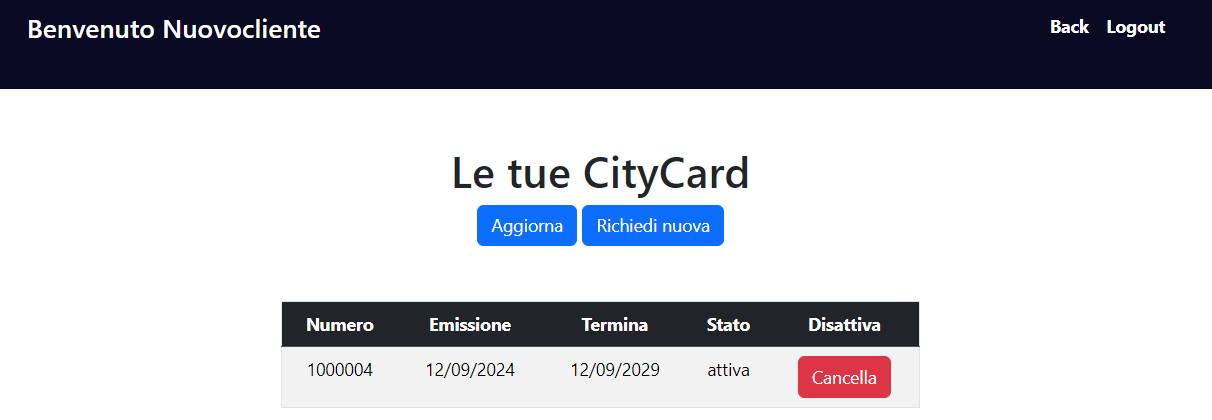 Benvenuto Nuovocliente Back Logout
Le tue CityCard
Aggiorna Richiedi nuova
Numero Emissione Termina Stato Disattiva
1000004 12/09/2024 12/09/2029 attiva Cancella